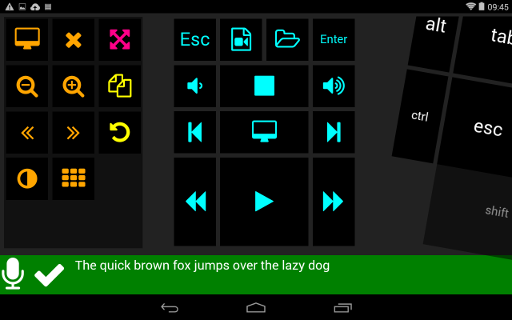 09:45
Esc
Enter
alt
tab
ctrl
esc
shift
The quick brown fox jumps over the lazy dog